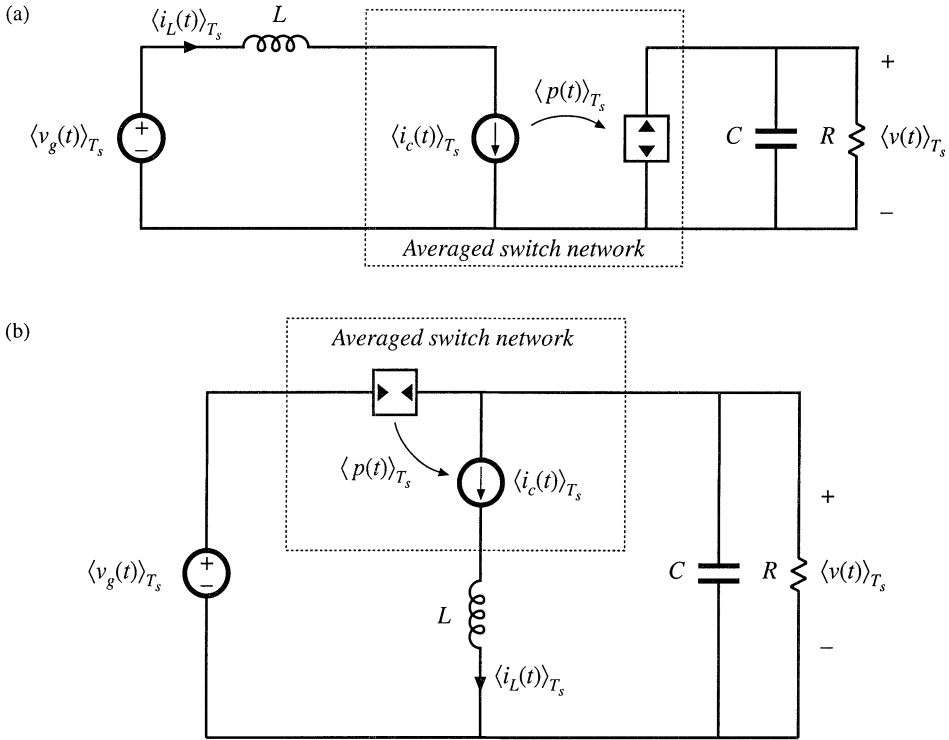 (a)
⟨i_L(t)⟩_{T_s} L
⟨v_g(t)⟩_{T_s} + − ⟨i_c(t)⟩_{T_s} ⟨p(t)⟩_{T_s} C R + ⟨v(t)⟩_{T_s} −
Averaged switch network
(b)
Averaged switch network
⟨p(t)⟩_{T_s} ⟨i_c(t)⟩_{T_s}
⟨v_g(t)⟩_{T_s} + − C R + ⟨v(t)⟩_{T_s} −
L
⟨i_L(t)⟩_{T_s}